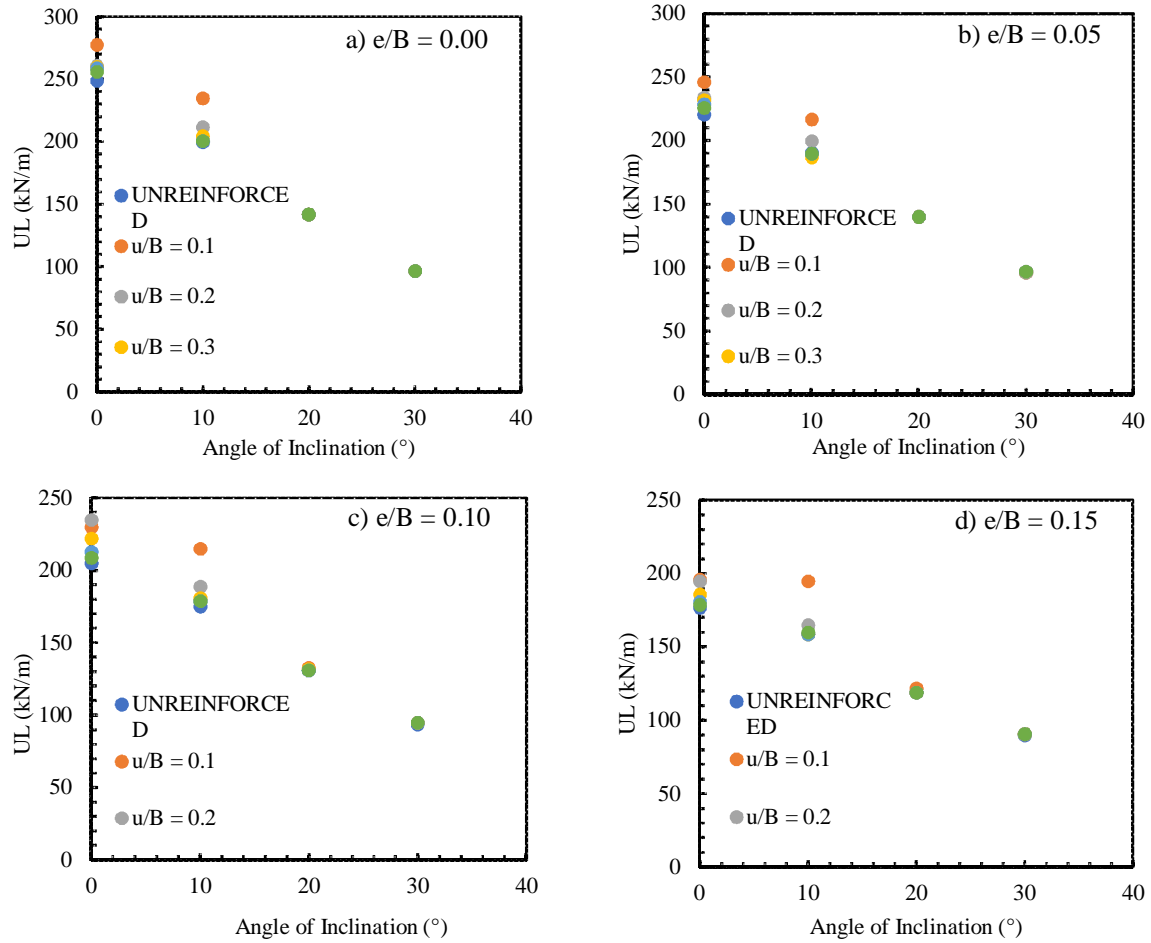 a) e/B = 0.00
300
250
200
150
100
50
0
UL (kN/m)
UNREINFORCE
D
u/B = 0.1
u/B = 0.2
u/B = 0.3
0 10 20 30 40
Angle of Inclination (°)
b) e/B = 0.05
300
250
200
150
100
50
0
UL (kN/m)
UNREINFORCE
D
u/B = 0.1
u/B = 0.2
u/B = 0.3
0 10 20 30 40
Angle of Inclination (°)
c) e/B = 0.10
250
200
150
100
50
0
UL (kN/m)
UNREINFORCE
D
u/B = 0.1
u/B = 0.2
0 10 20 30 40
Angle of Inclination (°)
d) e/B = 0.15
250
200
150
100
50
0
UL (kN/m)
UNREINFORC
ED
u/B = 0.1
u/B = 0.2
0 10 20 30 40
Angle of Inclination (°)